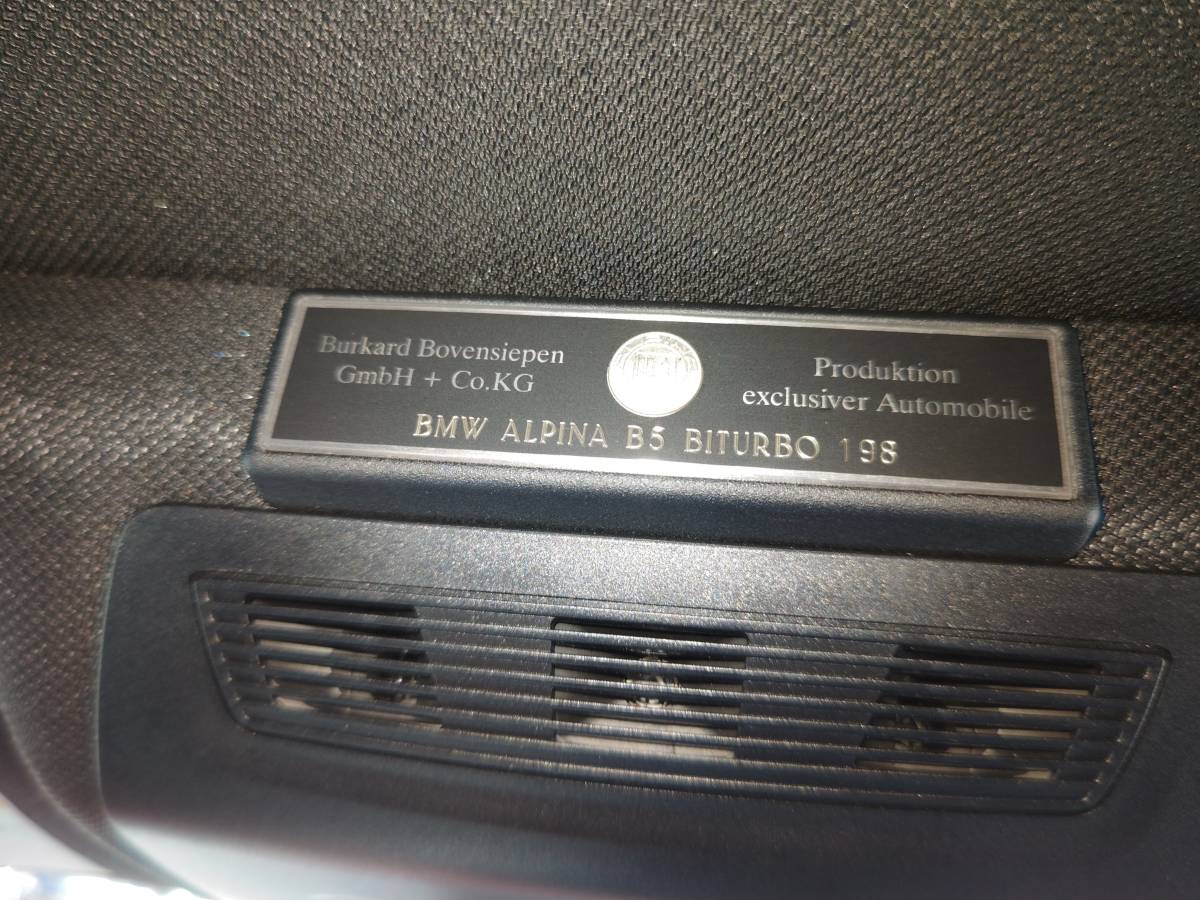 Burkard Bovensiepen
GmbH + Co.KG
Produktion
exclusiver Automobile
BMW ALPINA B5 BITURBO 198